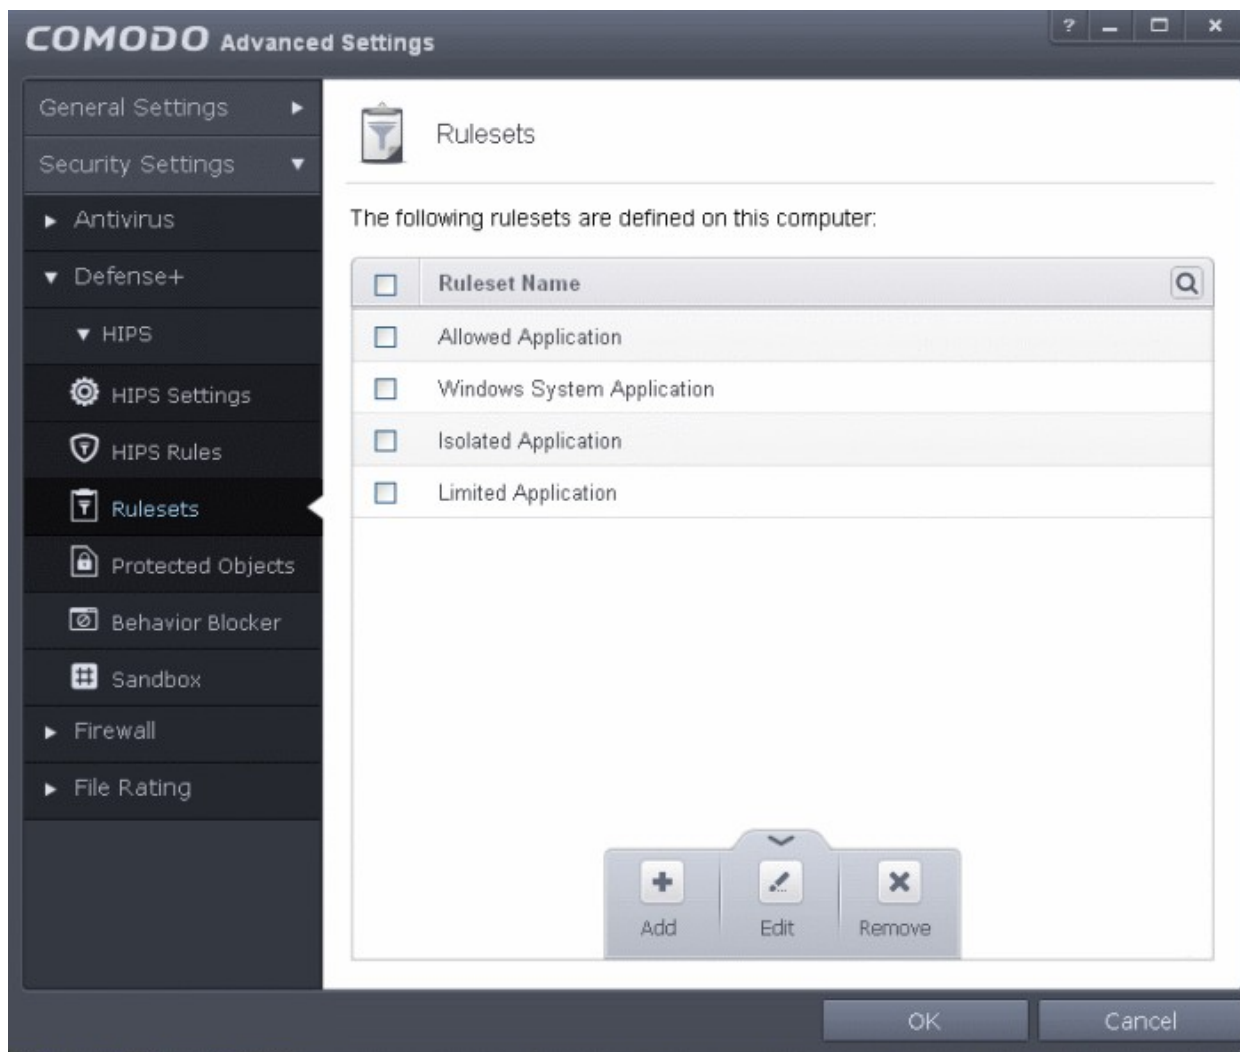 COMODO Advanced Settings
?
General Settings
Security Settings
Antivirus
Defense+
HIPS
HIPS Settings
HIPS Rules
Rulesets
Protected Objects
Behavior Blocker
Sandbox
Firewall
File Rating
Rulesets
The following rulesets are defined on this computer:
Ruleset Name
Allowed Application
Windows System Application
Isolated Application
Limited Application
Add Edit Remove
OK Cancel